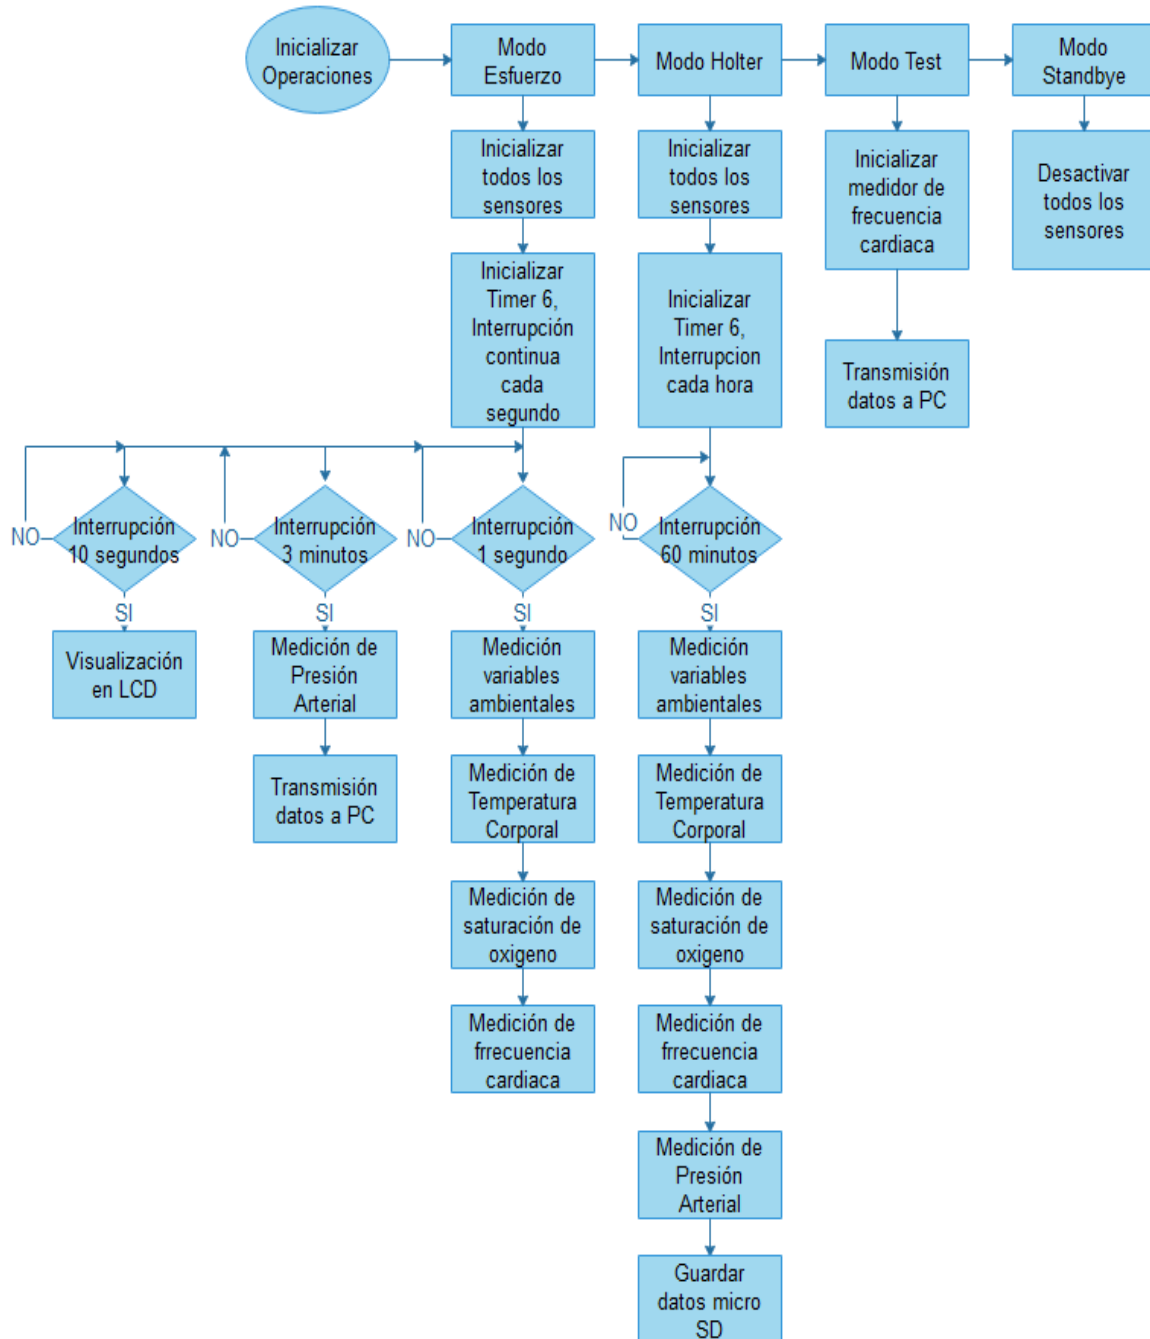 Inicializar
Operaciones
Modo
Esfuerzo
Modo Holter
Modo Test
Modo
Standbye
Inicializar
todos los
sensores
Inicializar
todos los
sensores
Inicializar
medidor de
frecuencia
cardiaca
Desactivar
todos los
sensores
Inicializar
Timer 6,
Interrupción
continua
cada
segundo
Inicializar
Timer 6,
Interrupcion
cada hora
Transmisión
datos a PC
NO
Interrupción
10 segundos
NO
Interrupción
3 minutos
NO
Interrupción
1 segundo
NO
Interrupción
60 minutos
SI
SI
SI
SI
Visualización
en LCD
Medición de
Presión
Arterial
Medición
variables
ambientales
Medición
variables
ambientales
Transmisión
datos a PC
Medición de
Temperatura
Corporal
Medición de
Temperatura
Corporal
Medición de
saturación de
oxigeno
Medición de
saturación de
oxigeno
Medición de
frrecuencia
cardiaca
Medición de
frrecuencia
cardiaca
Medición de
Presión
Arterial
Guardar
datos micro
SD